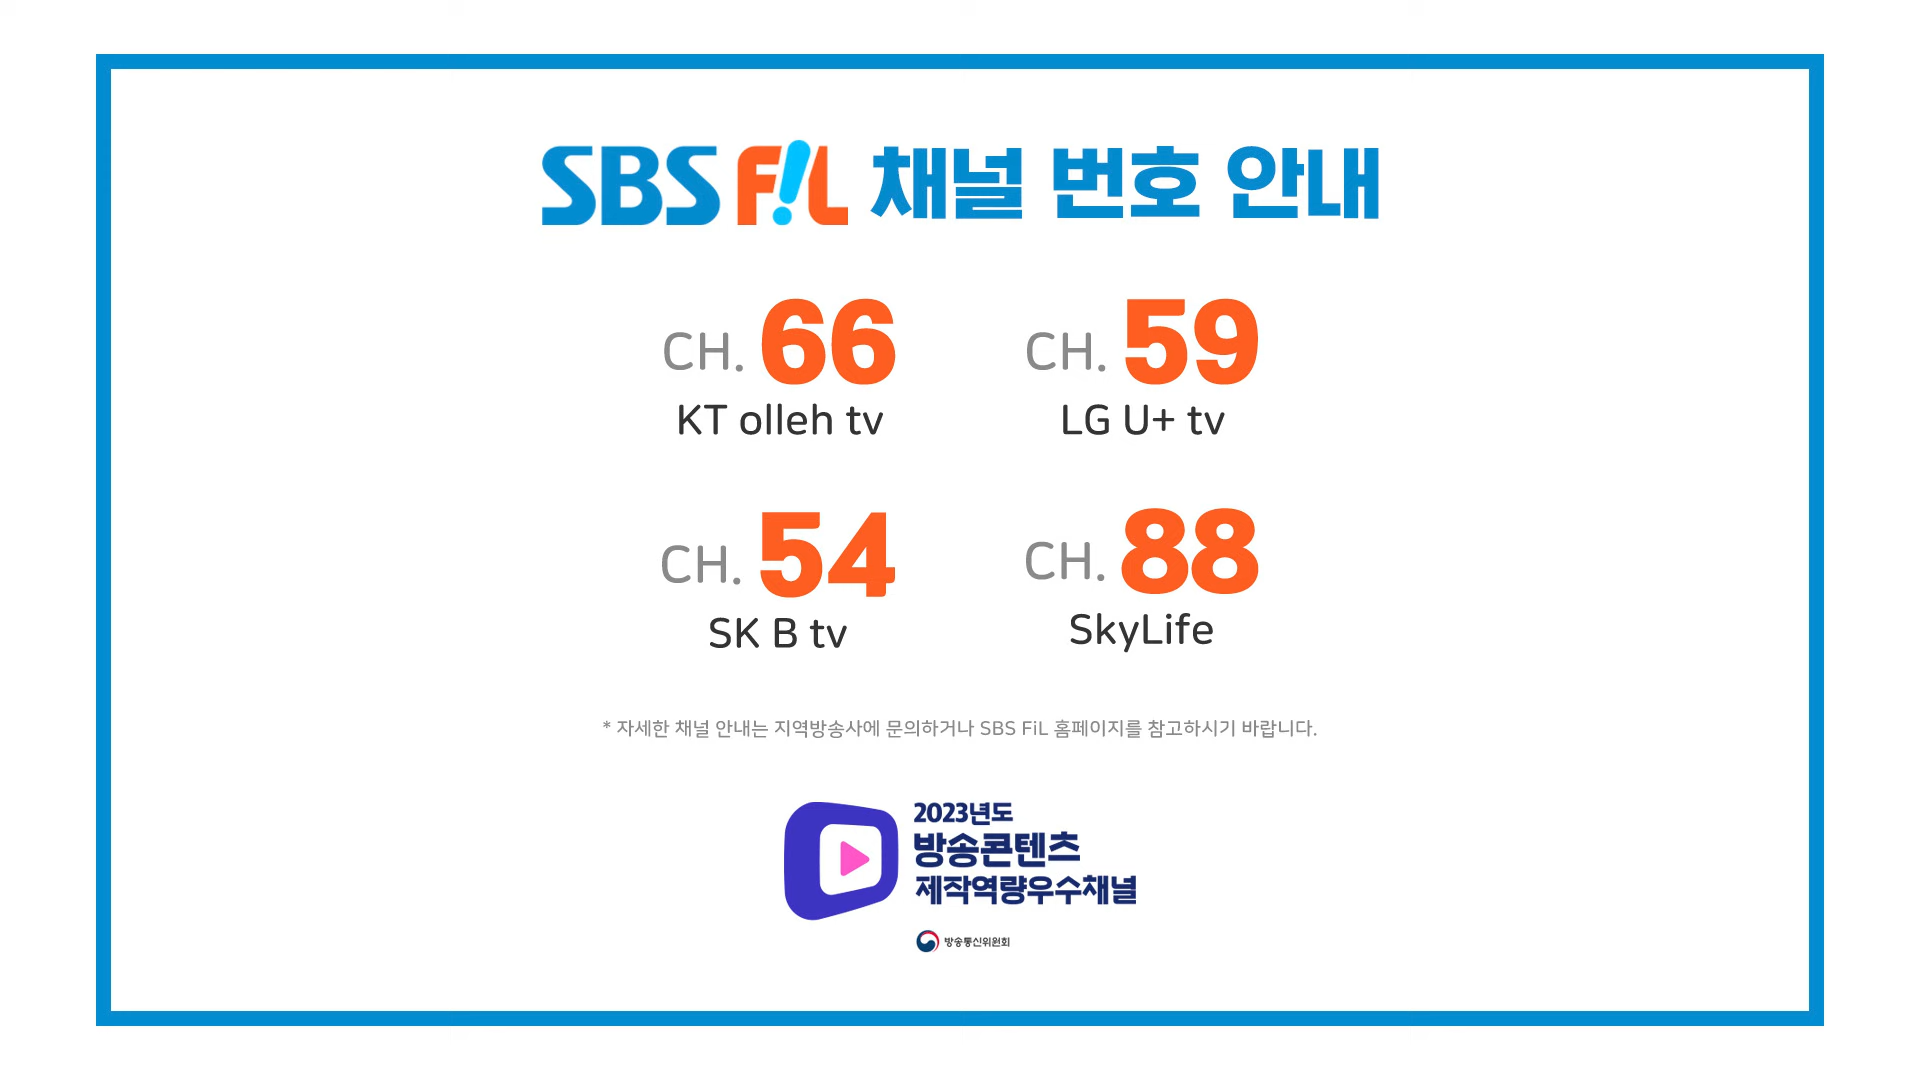 SBS F!L 채널 번호 안내
CH. 66
KT olleh tv
CH. 59
LG U+ tv
CH. 54
SK B tv
CH. 88
SkyLife
* 자세한 채널 안내는 지역방송사에 문의하거나 SBS FiL 홈페이지를 참고하시기 바랍니다.
2023년도
방송콘텐츠
제작역량우수채널
방송통신위원회